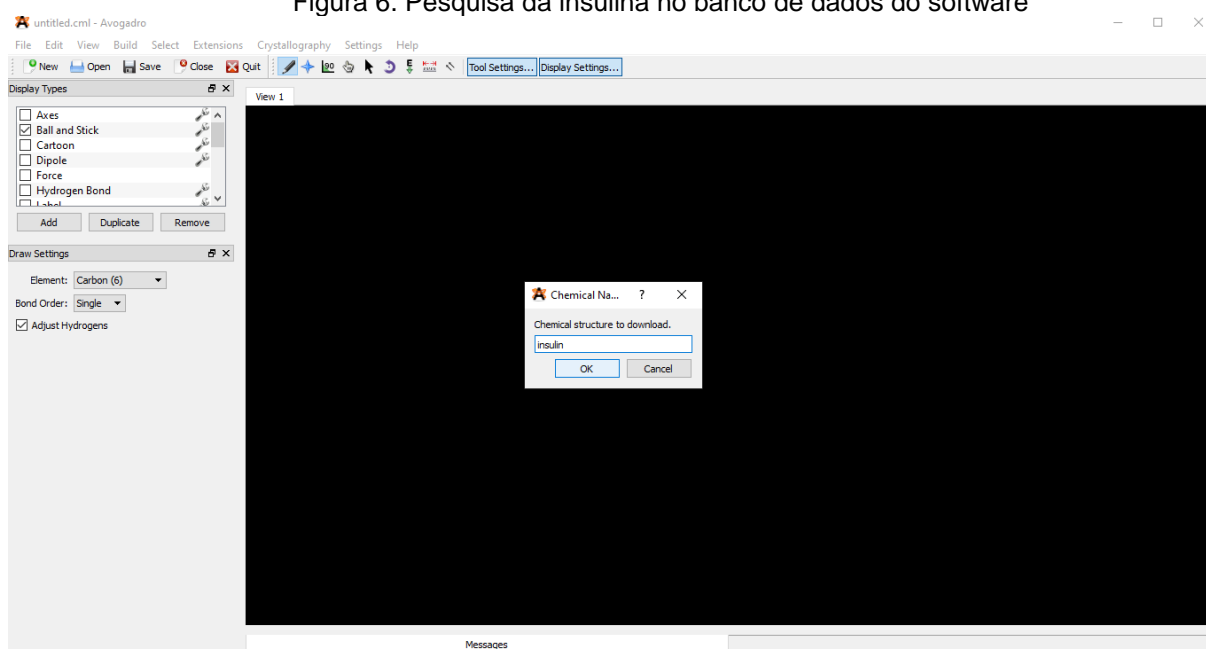 Figura 6. Pesquisa da insulina no banco de dados do software
untitled.cml - Avogadro
File Edit View Build Select Extensions Crystallography Settings Help
New Open Save Close Quit Tool Settings... Display Settings...
Display Types
View 1
Axes
Ball and Stick
Cartoon
Dipole
Force
Hydrogen Bond
Label
Add Duplicate Remove
Draw Settings
Element: Carbon (6)
Bond Order: Single
Adjust Hydrogens
Chemical Na... ?
Chemical structure to download.
insulin
OK Cancel
Messages